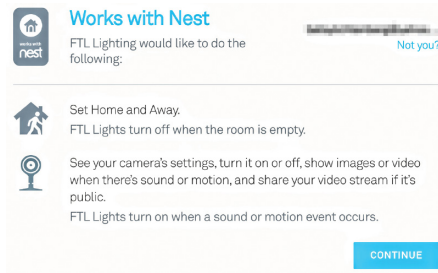 Works with Nest
works with
nest
FTL Lighting would like to do the
following:
Not you?
Set Home and Away.
FTL Lights turn off when the room is empty.
See your camera's settings, turn it on or off, show images or video
when there's sound or motion, and share your video stream if it's
public.
FTL Lights turn on when a sound or motion event occurs.
CONTINUE